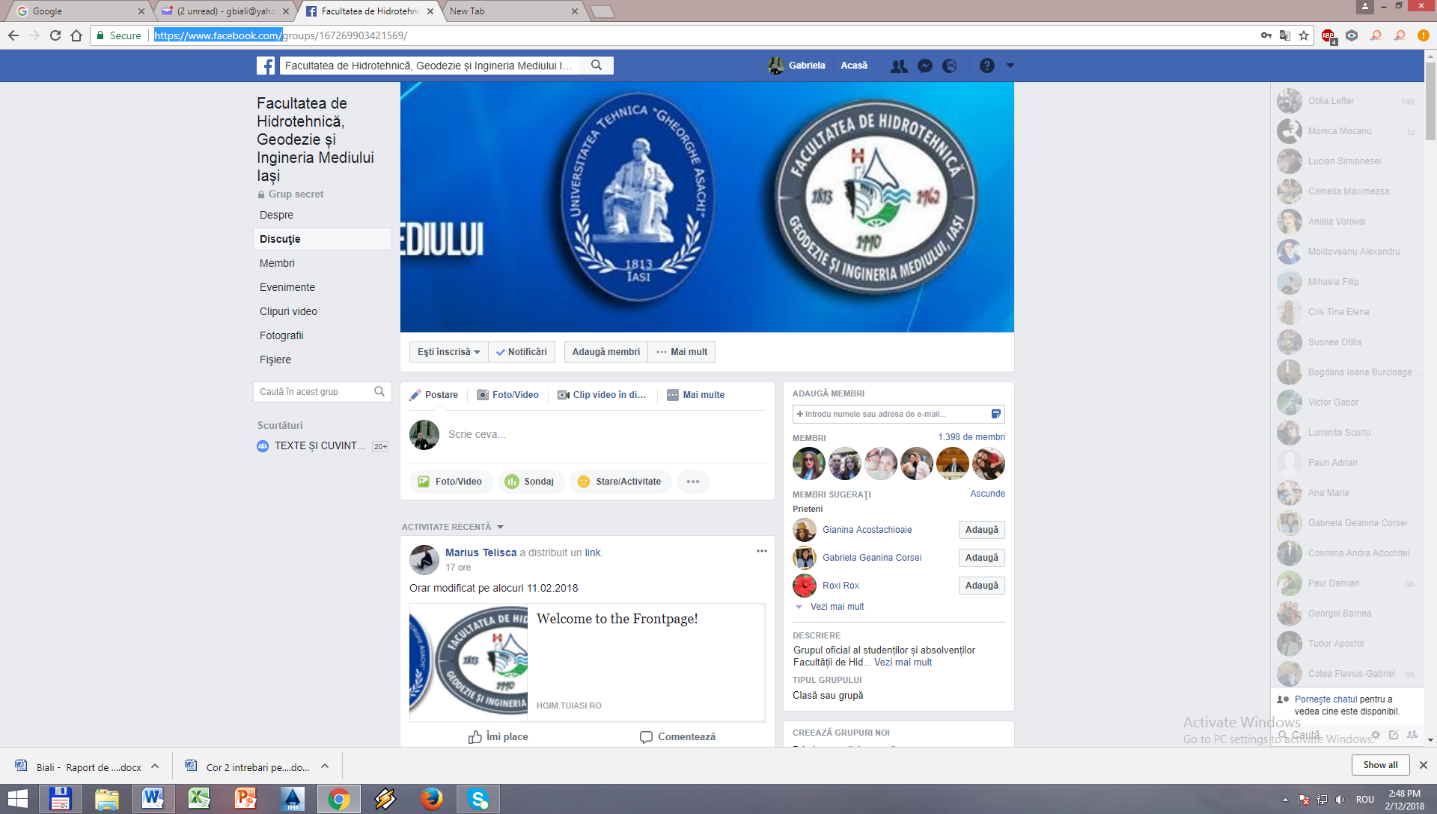 Google
(2 unread) - gbiali@yaho
Facultatea de Hidrotehni
New Tab
Secure
https://www.facebook.com/groups/167269903421569/
Facultatea de Hidrotehnică, Geodezie și Ingineria Mediului I...
Gabriela
Acasă
Facultatea de
Hidrotehnică,
Geodezie și
Ingineria Mediului
Iași
Grup secret
Despre
Discuţie
Membri
Evenimente
Clipuri video
Fotografii
Fişiere
Caută în acest grup
Scurtături
TEXTE ȘI CUVINT...
20+
MEDIULUI
UNIVERSITATEA TEHNICA "GHEORGHE ASACHI"
1813
IASI
FACULTATEA DE HIDROTEHNICĂ
1813
1962
1990
GEODEZIE ȘI INGINERIA MEDIULUI, IAȘI
Eşti înscrisă
Notificări
Adaugă membri
Mai mult
Postare
Foto/Video
Clip video în di...
Mai multe
Scrie ceva...
Foto/Video
Sondaj
Stare/Activitate
ACTIVITATE RECENTĂ
Marius Telisca a distribuit un link.
17 ore
Orar modificat pe alocuri 11.02.2018
Welcome to the Frontpage!
HGIM.TUIASI.RO
Îmi place
Comentează
ADAUGĂ MEMBRI
+ Introdu numele sau adresa de e-mail...
MEMBRI
1.398 de membri
MEMBRI SUGERAŢI
Ascunde
Prieteni
Gianina Acostachioaie
Adaugă
Gabriela Geanina Corsei
Adaugă
Roxi Rox
Adaugă
Vezi mai mult
DESCRIERE
Grupul oficial al studenților și absolvenților
Facultății de Hid... Vezi mai mult
TIPUL GRUPULUI
Clasă sau grupă
CREEAZĂ GRUPURI NOI
Otilia Lefter
14h
Monica Mocanu
1z
Lucian Simionesei
Camelia Maximeasa
Aniela Vorovei
Moldoveanu Alexandru
Mihaela Filip
Cris Tina Elena
Susnea Otilia
Bogdana Ioana Burcioaga ...
Victor Gabor
Luminita Scurtu
Paun Adrian
Ana Maria
Gabriela Geanina Corsei
Cosmina Andra Adochiței
Paul Damian
4h
Georgel Barnea
Tudor Apostol
Cotea Flavius-Gabriel
Porneşte chatul pentru a
vedea cine este disponibil.
Caută
Activate Windows
Go to PC settings to activate Windows.
Biali - Raport de ....docx
Cor 2 intrebari pe....do...
Show all
ROU
2:48 PM
2/12/2018